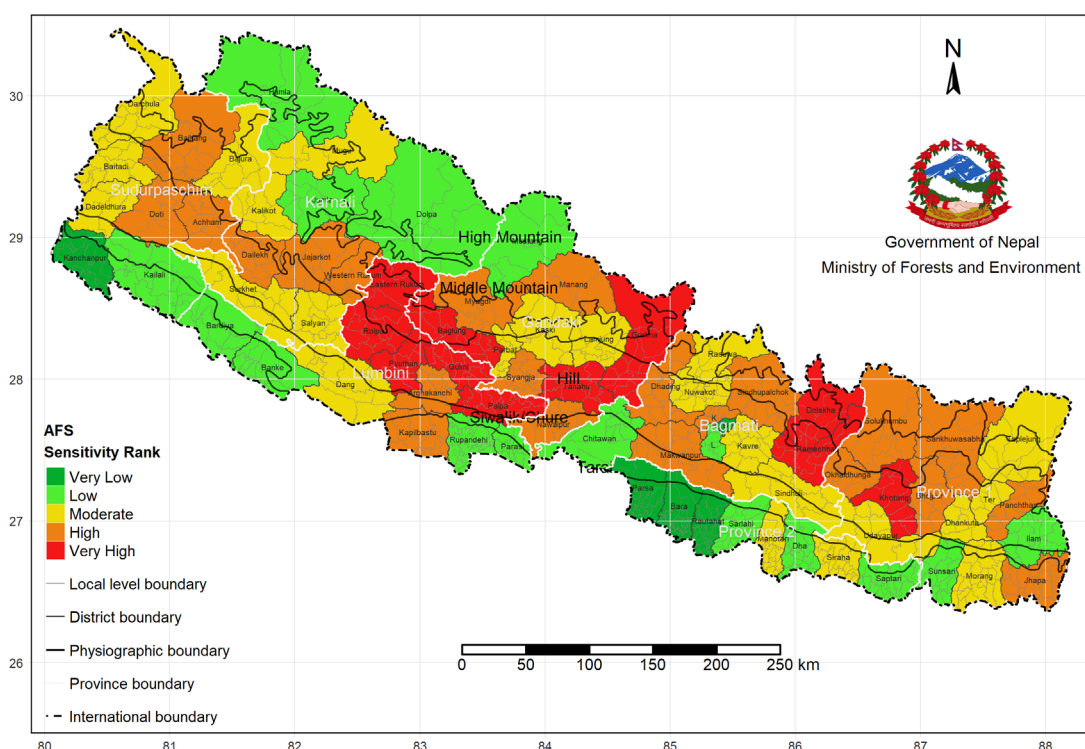 N
Government of Nepal
Ministry of Forests and Environment
30
29
28
27
26
80
81
82
83
84
85
86
87
88
Humla
Darchula
Bajhang
Bajura
Mugu
Baitadi
Sudurpaschim
Karnali
Dadeldhura
Doti
Achham
Kalikot
Dolpa
High Mountain
Kanchanpur
Kailali
Dailekh
Jajarkot
Western Rukum
Eastern Rukum
Middle Mountain
Manang
Myagdi
Surkhet
Bardiya
Salyan
Rolpa
Baglung
Gandaki
Kaski
Lamjung
Gorkha
Parbat
Banke
Dang
Lumbini
Pyuthan
Gulmi
Syangja
Hill
Tanahu
Arghakanchi
Palpa
Siwalik/Chure
Nawalpur
Kapilbastu
Rupandehi
Parasi
Chitawan
Tarai
Dhading
Rasuwa
Nuwakot
Sindhupalchok
Bagmati
K
L
Kavre
Dolakha
Ramechhap
Makwanpur
Sindhuli
Solukhumbu
Sankhuwasabha
Taplejung
Okhaldhunga
Khotang
Province 1
Ter
Panchthar
Dhankuta
Udayapur
Parsa
Bara
Rautahat
Sarlahi
Province 2
Dha
Siraha
Saptari
Sunsari
Morang
Jhapa
Ilam
AFS
Sensitivity Rank
Very Low
Low
Moderate
High
Very High
Local level boundary
District boundary
Physiographic boundary
Province boundary
International boundary
0 50 100 150 200 250 km